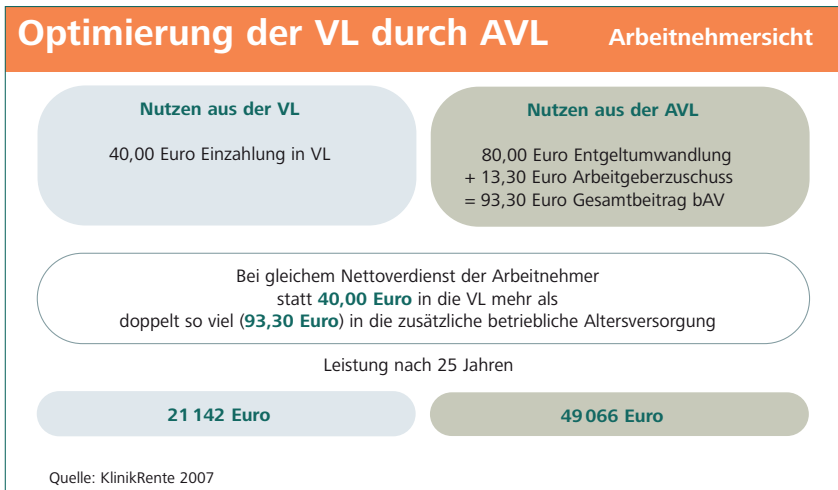 Optimierung der VL durch AVL Arbeitnehmersicht
Nutzen aus der VL
40,00 Euro Einzahlung in VL
Nutzen aus der AVL
80,00 Euro Entgeltumwandlung
+ 13,30 Euro Arbeitgeberzuschuss
= 93,30 Euro Gesamtbeitrag bAV
Bei gleichem Nettoverdienst der Arbeitnehmer
statt 40,00 Euro in die VL mehr als
doppelt so viel (93,30 Euro) in die zusätzliche betriebliche Altersversorgung
Leistung nach 25 Jahren
21 142 Euro
49 066 Euro
Quelle: KlinikRente 2007